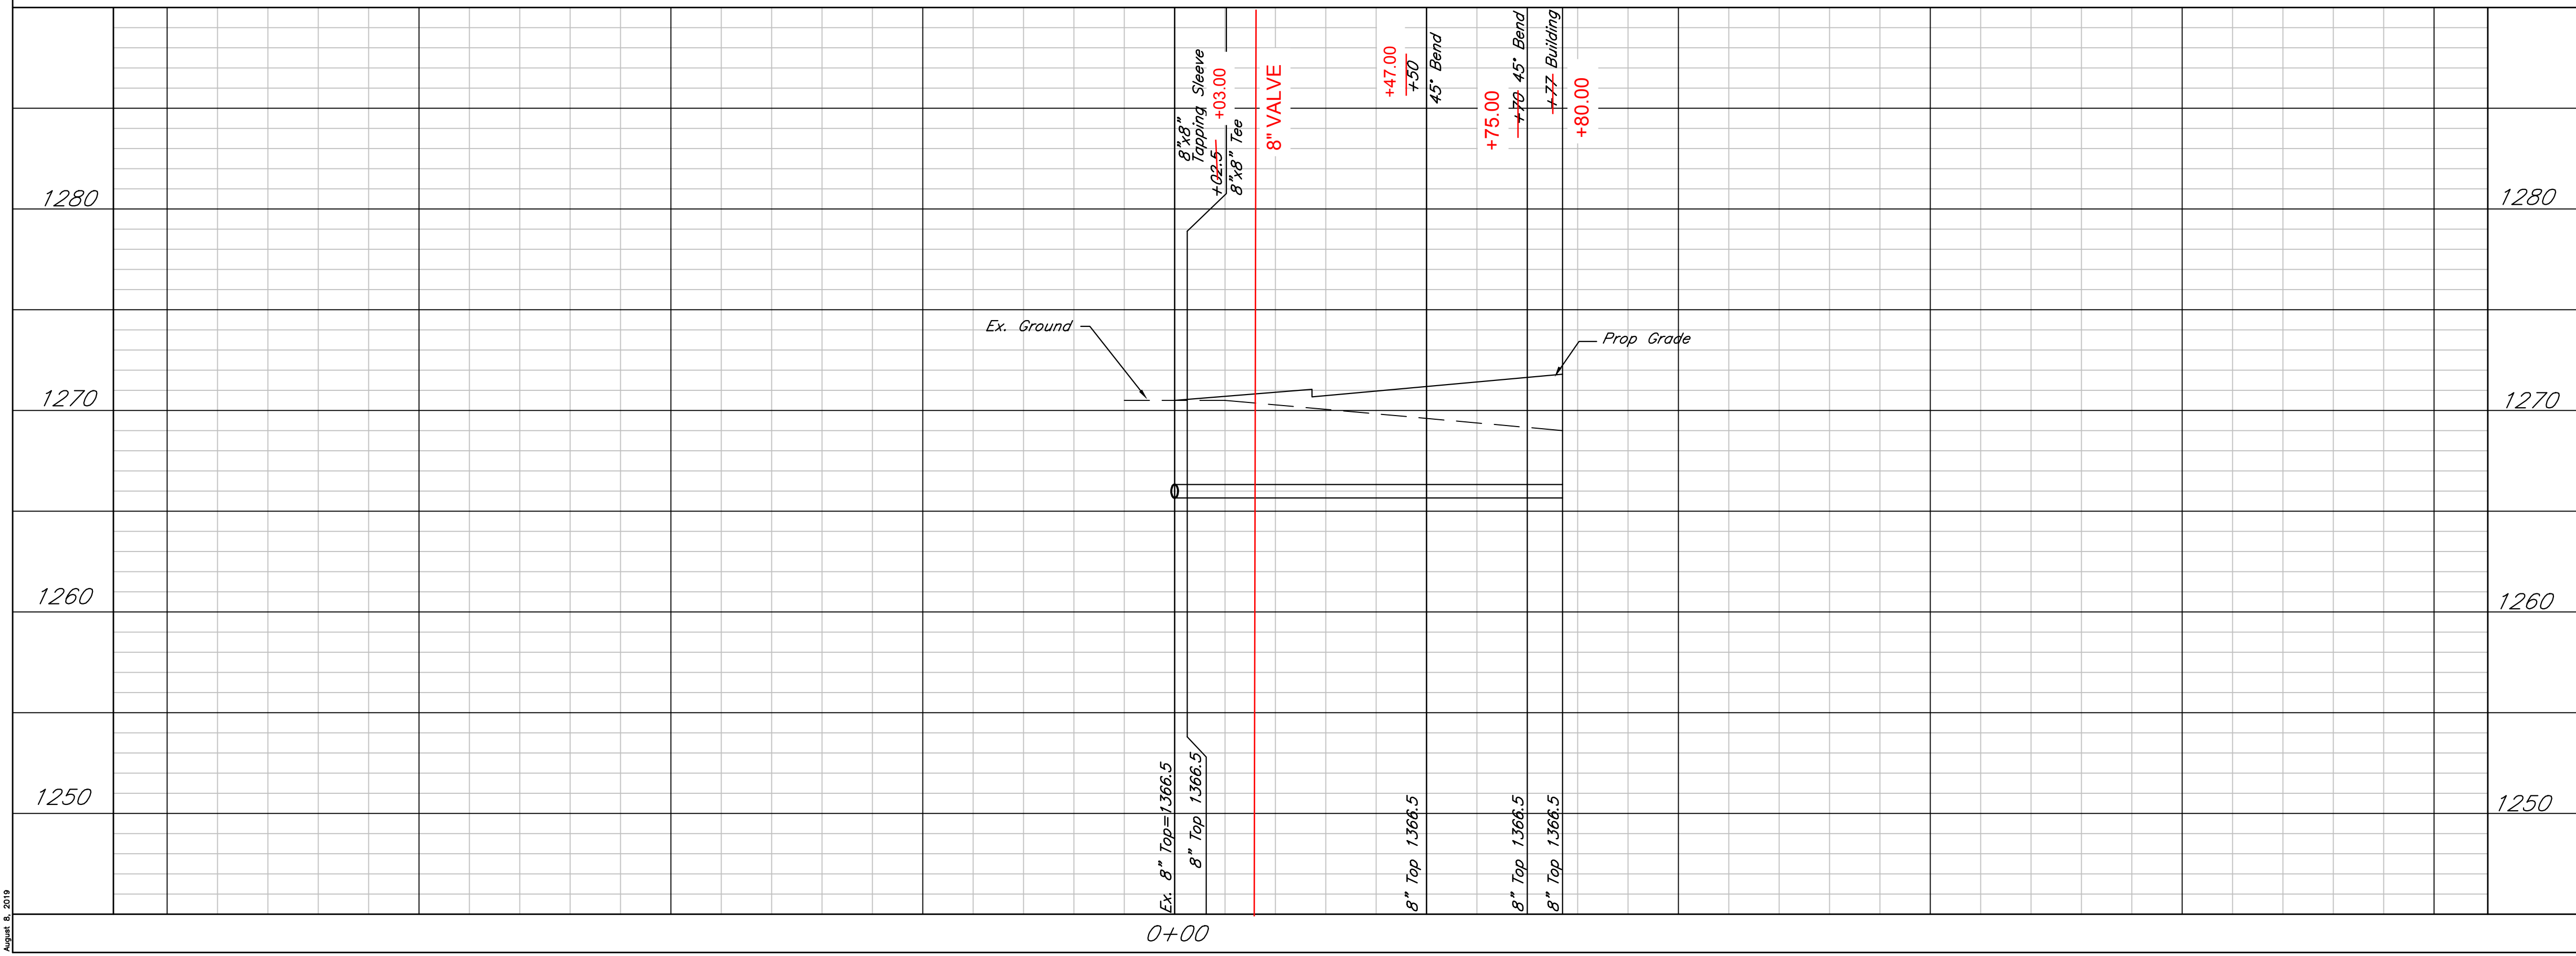 8"x8"
Tapping Sleeve
+02.5 +03.00
8"x8" Tee
8" VALVE
+47.00
+50
45° Bend
+75.00
+70 45° Bend
+77 Building
+80.00
1280
1280
Ex. Ground
Prop Grade
1270
1270
1260
1260
1250
1250
Ex. 8" Top=1366.5
8" Top 1366.5
8" Top 1366.5
8" Top 1366.5
8" Top 1366.5
0+00
August 8, 2019